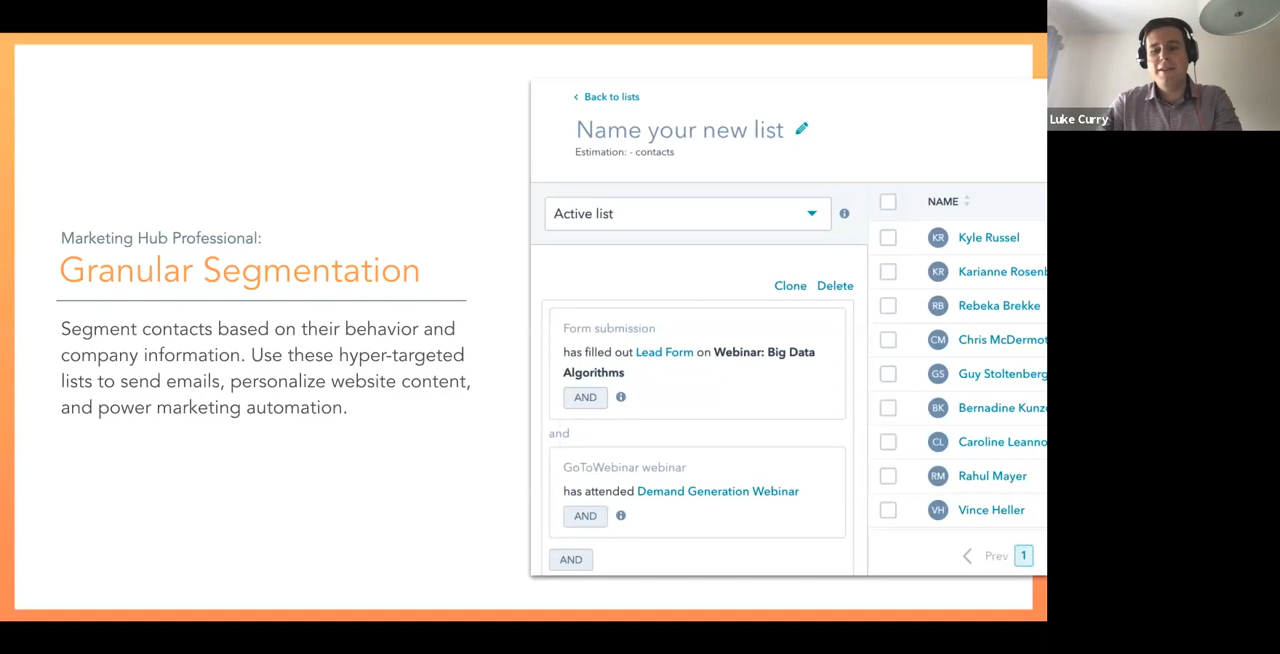 Marketing Hub Professional:
Granular Segmentation
Segment contacts based on their behavior and
company information. Use these hyper-targeted
lists to send emails, personalize website content,
and power marketing automation.
Back to lists
Name your new list
Estimation: - contacts
Active list
Clone Delete
Form submission
has filled out Lead Form on Webinar: Big Data
Algorithms
AND
and
GoToWebinar webinar
has attended Demand Generation Webinar
AND
AND
NAME
KR Kyle Russel
KR Karianne Rosenb
RB Rebeka Brekke
CM Chris McDermot
GS Guy Stoltenberg
BK Bernadine Kunze
CL Caroline Leanno
RM Rahul Mayer
VH Vince Heller
Prev 1
Luke Curry